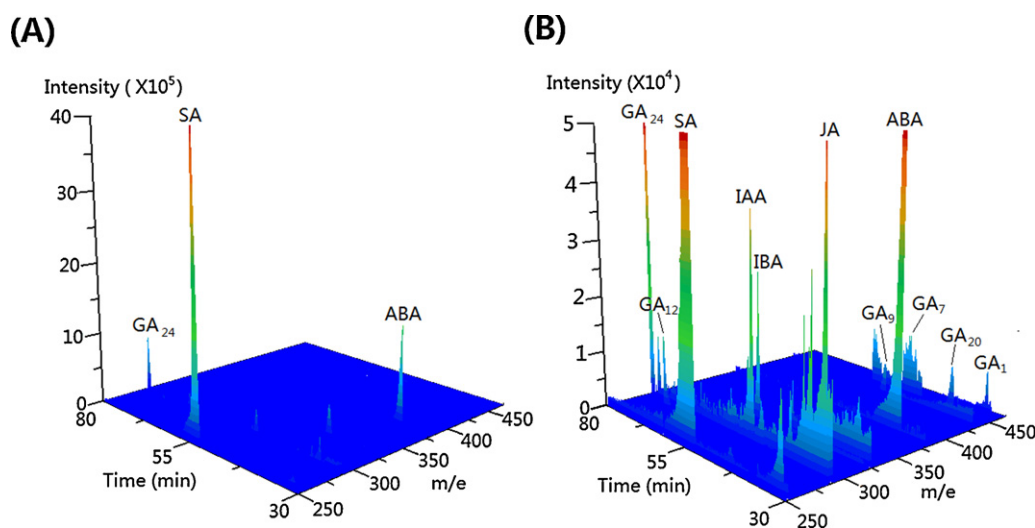 (A)
Intensity ( X10⁵)
40
30
20
10
0
SA
GA₂₄
ABA
80
55
30
Time (min)
250
300
350
400
450
m/e
(B)
Intensity (X10⁴)
5
4
3
2
1
0
GA₂₄
SA
JA
ABA
IAA
IBA
GA₁₂
GA₉
GA₇
GA₂₀
GA₁
80
55
30
Time (min)
250
300
350
400
450
m/e